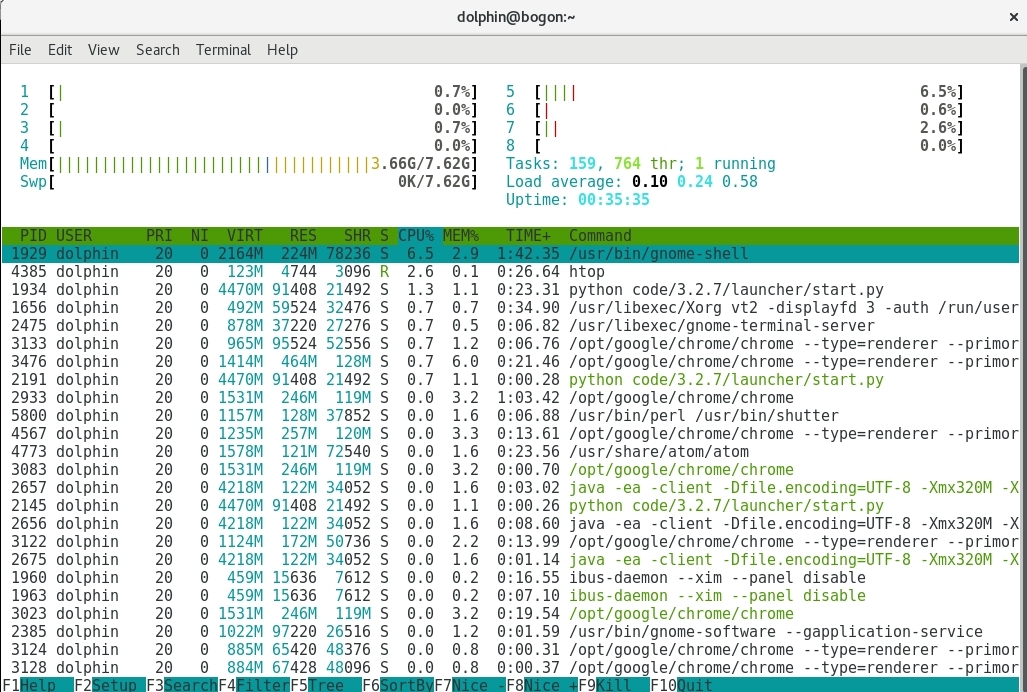 dolphin@bogon:~ ×
File Edit View Search Terminal Help
1 [| 0.7%] 5 [|||| 6.5%]
2 [ 0.0%] 6 [| 0.6%]
3 [| 0.7%] 7 [|| 2.6%]
4 [ 0.0%] 8 [ 0.0%]
Mem[|||||||||||||||||||||||||||||||||||3.66G/7.62G] Tasks: 159, 764 thr; 1 running
Swp[ 0K/7.62G] Load average: 0.10 0.24 0.58
Uptime: 00:35:35
PID USER PRI NI VIRT RES SHR S CPU% MEM% TIME+ Command
1929 dolphin 20 0 2164M 224M 78236 S 6.5 2.9 1:42.35 /usr/bin/gnome-shell
4385 dolphin 20 0 123M 4744 3096 R 2.6 0.1 0:26.64 htop
1934 dolphin 20 0 4470M 91408 21492 S 1.3 1.1 0:23.31 python code/3.2.7/launcher/start.py
1656 dolphin 20 0 492M 59524 32476 S 0.7 0.7 0:34.90 /usr/libexec/Xorg vt2 -displayfd 3 -auth /run/user
2475 dolphin 20 0 878M 37220 27276 S 0.7 0.5 0:06.82 /usr/libexec/gnome-terminal-server
3133 dolphin 20 0 965M 95524 52556 S 0.7 1.2 0:06.76 /opt/google/chrome/chrome --type=renderer --primor
3476 dolphin 20 0 1414M 464M 128M S 0.7 6.0 0:21.46 /opt/google/chrome/chrome --type=renderer --primor
2191 dolphin 20 0 4470M 91408 21492 S 0.7 1.1 0:00.28 python code/3.2.7/launcher/start.py
2933 dolphin 20 0 1531M 246M 119M S 0.0 3.2 1:03.42 /opt/google/chrome/chrome
5800 dolphin 20 0 1157M 128M 37852 S 0.0 1.6 0:06.88 /usr/bin/perl /usr/bin/shutter
4567 dolphin 20 0 1235M 257M 120M S 0.0 3.3 0:13.61 /opt/google/chrome/chrome --type=renderer --primor
4773 dolphin 20 0 1578M 121M 72540 S 0.0 1.6 0:23.56 /usr/share/atom/atom
3083 dolphin 20 0 1531M 246M 119M S 0.0 3.2 0:00.70 /opt/google/chrome/chrome
2657 dolphin 20 0 4218M 122M 34052 S 0.0 1.6 0:03.02 java -ea -client -Dfile.encoding=UTF-8 -Xmx320M -X
2145 dolphin 20 0 4470M 91408 21492 S 0.0 1.1 0:00.26 python code/3.2.7/launcher/start.py
2656 dolphin 20 0 4218M 122M 34052 S 0.0 1.6 0:08.60 java -ea -client -Dfile.encoding=UTF-8 -Xmx320M -X
3122 dolphin 20 0 1124M 172M 50736 S 0.0 2.2 0:13.99 /opt/google/chrome/chrome --type=renderer --primor
2675 dolphin 20 0 4218M 122M 34052 S 0.0 1.6 0:01.14 java -ea -client -Dfile.encoding=UTF-8 -Xmx320M -X
1960 dolphin 20 0 459M 15636 7612 S 0.0 0.2 0:16.55 ibus-daemon --xim --panel disable
1963 dolphin 20 0 459M 15636 7612 S 0.0 0.2 0:07.10 ibus-daemon --xim --panel disable
3023 dolphin 20 0 1531M 246M 119M S 0.0 3.2 0:19.54 /opt/google/chrome/chrome
2385 dolphin 20 0 1022M 97220 26516 S 0.0 1.2 0:01.59 /usr/bin/gnome-software --gapplication-service
3124 dolphin 20 0 885M 65420 48376 S 0.0 0.8 0:00.31 /opt/google/chrome/chrome --type=renderer --primor
3128 dolphin 20 0 884M 67428 48096 S 0.0 0.8 0:00.37 /opt/google/chrome/chrome --type=renderer --primor
F1Help F2Setup F3SearchF4FilterF5Tree F6SortByF7Nice -F8Nice +F9Kill F10Quit